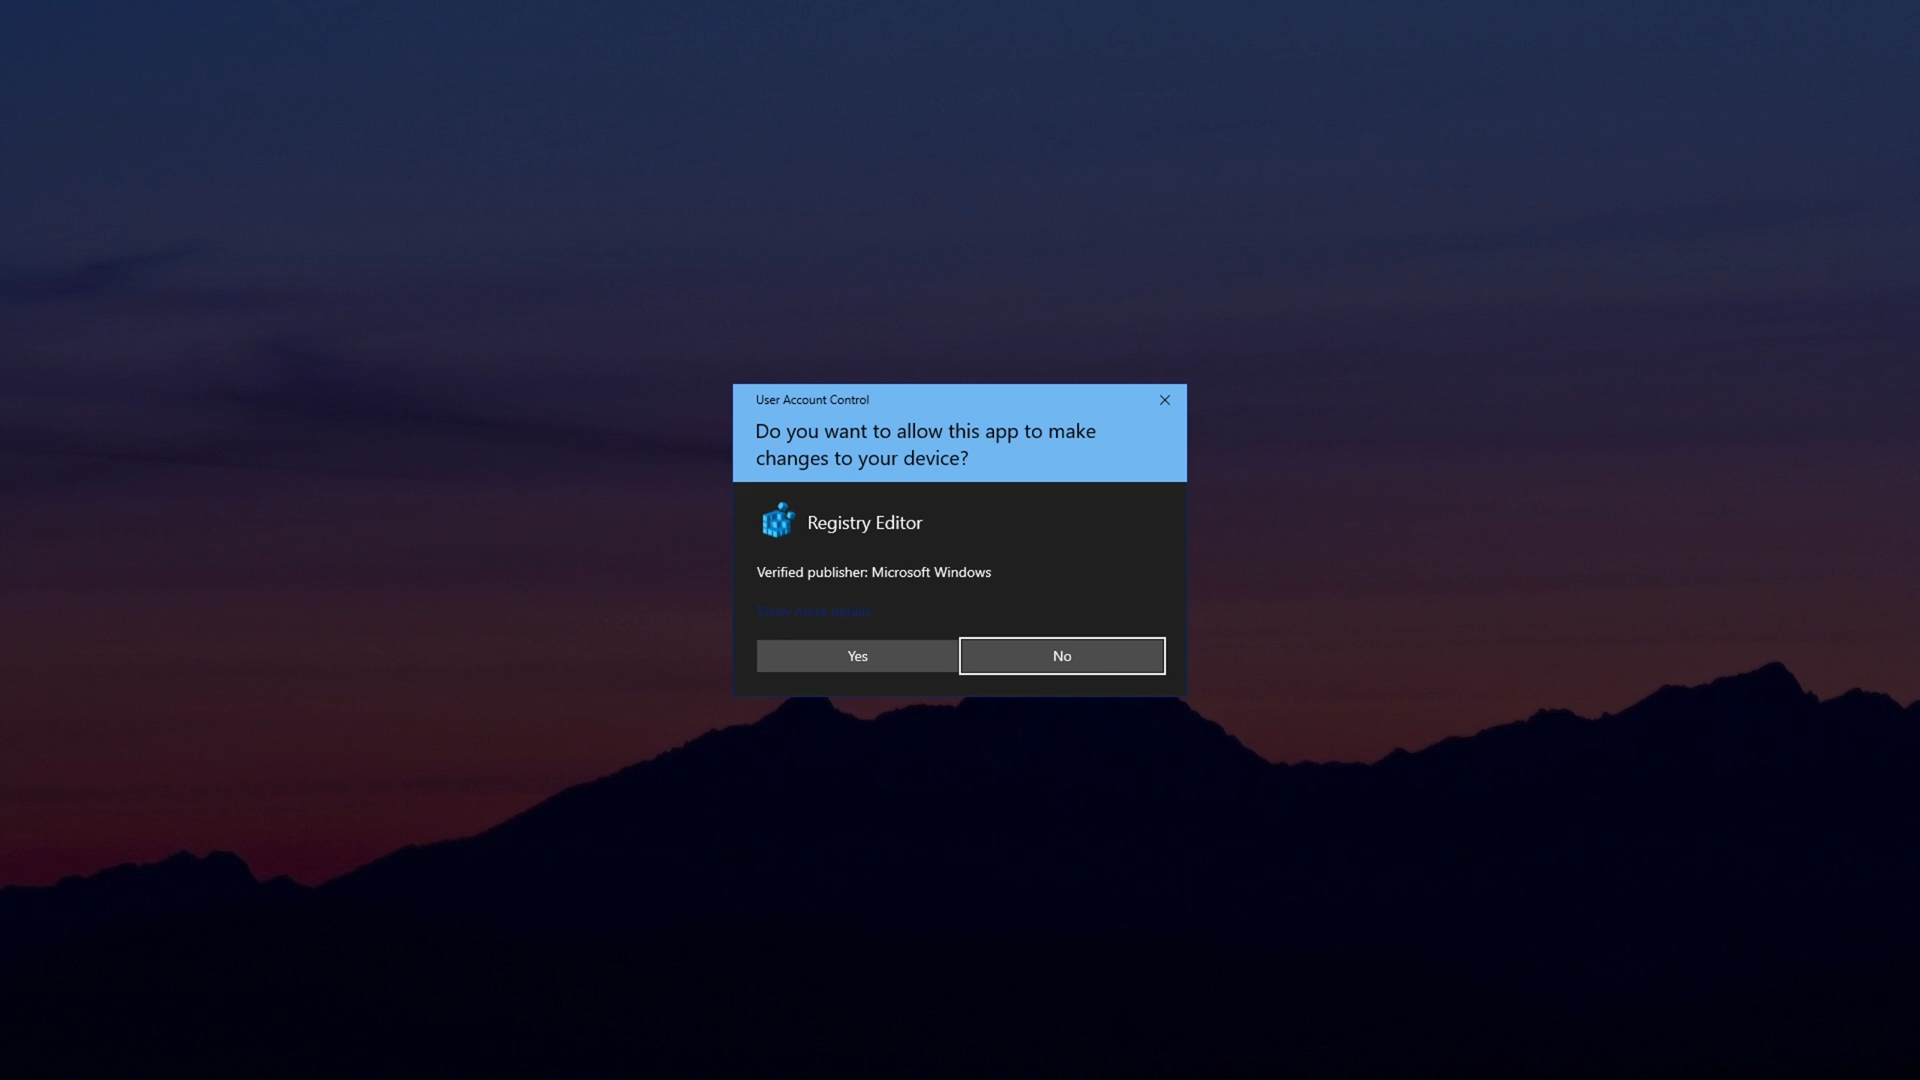 User Account Control
Do you want to allow this app to make
changes to your device?
Registry Editor
Verified publisher: Microsoft Windows
Show more details
Yes
No